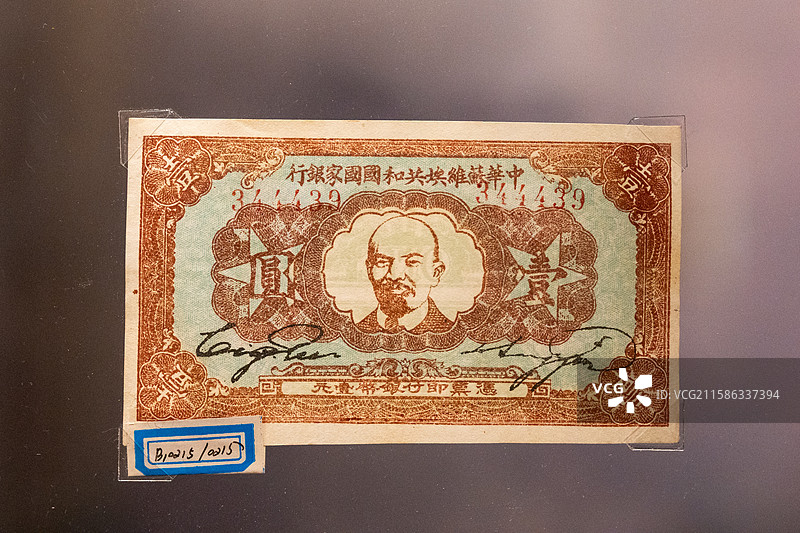 中華蘇維埃共和國國家銀行
344439 344439
壹 壹
壹圓
憑票即付發幣壹元
壹 壹
B10215/0215
VCG
VCG211586337394